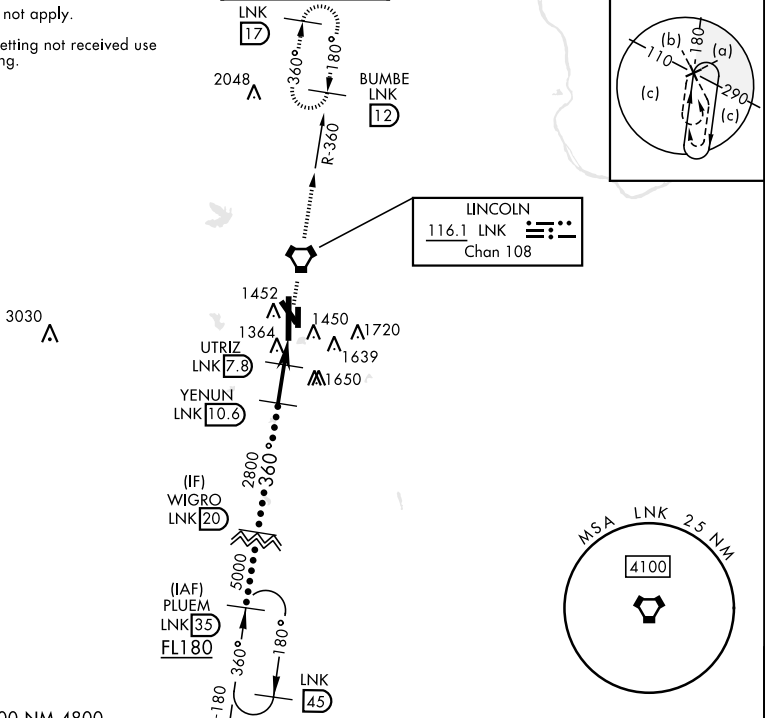 not apply.
etting not received use
ng.
LNK
17
360°
180°
2048
BUMBE
LNK
12
R-360
LINCOLN
116.1 LNK
Chan 108
(b)
180
(a)
110
290
(c)
(c)
3030
1452
1450
1720
1364
1639
1650
UTRIZ
LNK 7.8
YENUN
LNK 10.6
2800
360°
(IF)
WIGRO
LNK 20
5000
(IAF)
PLUEM
LNK 35
FL180
360°
180°
LNK
45
-180
MSA LNK 25 NM
4100
00 NM 4800